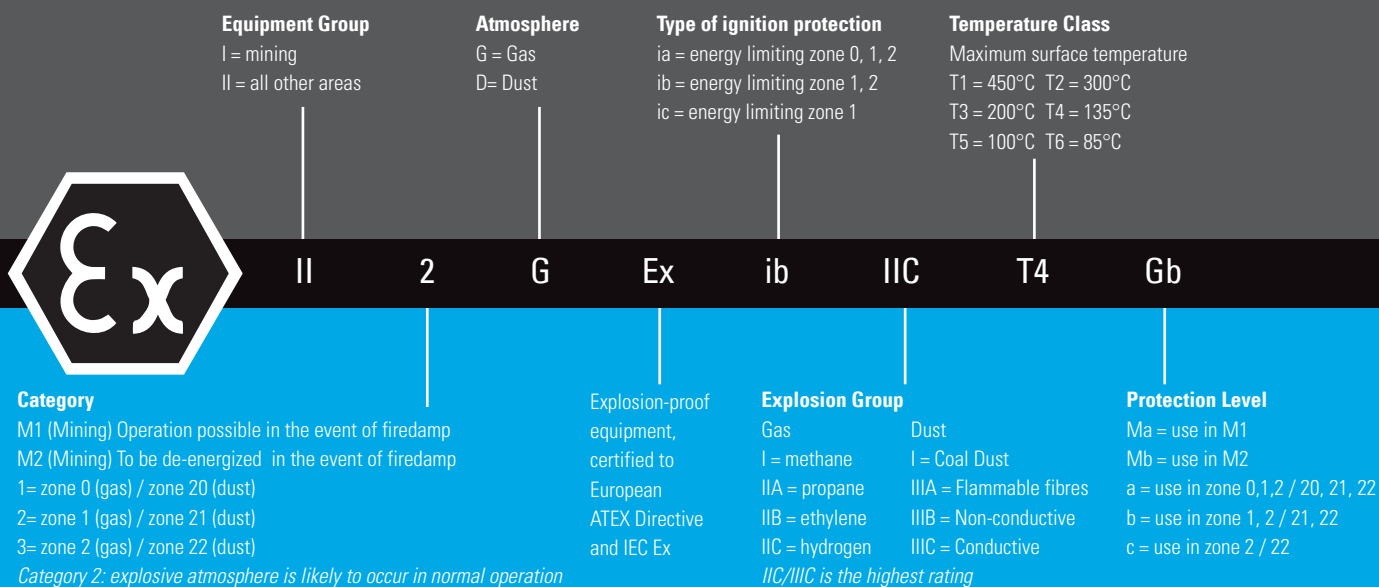 Equipment Group
I = mining
II = all other areas
Atmosphere
G = Gas
D= Dust
Type of ignition protection
ia = energy limiting zone 0, 1, 2
ib = energy limiting zone 1, 2
ic = energy limiting zone 1
Temperature Class
Maximum surface temperature
T1 = 450°C T2 = 300°C
T3 = 200°C T4 = 135°C
T5 = 100°C T6 = 85°C
Ex II 2 G Ex ib IIC T4 Gb
Category
M1 (Mining) Operation possible in the event of firedamp
M2 (Mining) To be de-energized in the event of firedamp
1= zone 0 (gas) / zone 20 (dust)
2= zone 1 (gas) / zone 21 (dust)
3= zone 2 (gas) / zone 22 (dust)
Category 2: explosive atmosphere is likely to occur in normal operation
Explosion-proof
equipment,
certified to
European
ATEX Directive
and IEC Ex
Explosion Group
Gas
I = methane
IIA = propane
IIB = ethylene
IIC = hydrogen
Dust
I = Coal Dust
IIIA = Flammable fibres
IIIB = Non-conductive
IIIC = Conductive
IIC/IIIC is the highest rating
Protection Level
Ma = use in M1
Mb = use in M2
a = use in zone 0,1,2 / 20, 21, 22
b = use in zone 1, 2 / 21, 22
c = use in zone 2 / 22